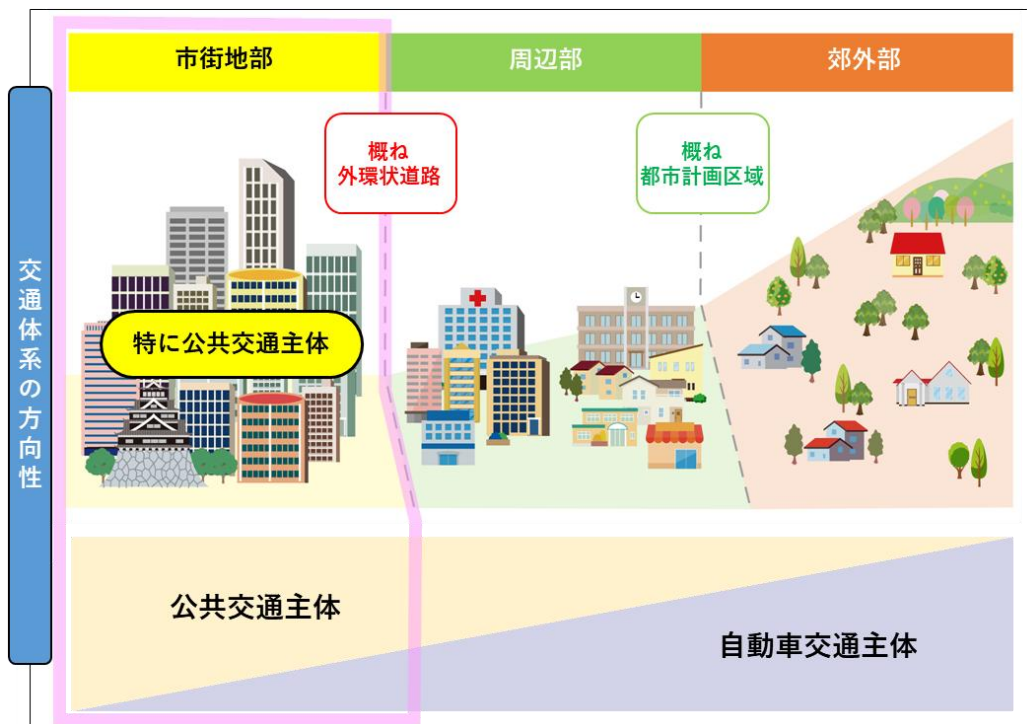 市街地部
周辺部
郊外部
概ね
外環状道路
概ね
都市計画区域
交通体系の方向性
特に公共交通主体
公共交通主体
自動車交通主体